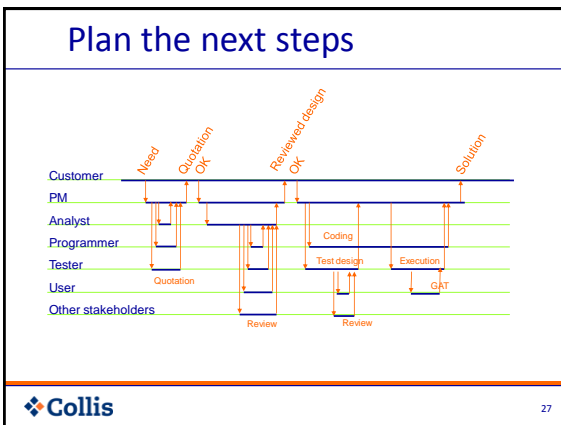 Plan the next steps
Need
Quotation
OK
Reviewed design
OK
Solution
Customer
PM
Analyst
Programmer
Coding
Tester
Test design
Execution
Quotation
User
GAT
Other stakeholders
Review
Review
Collis
27